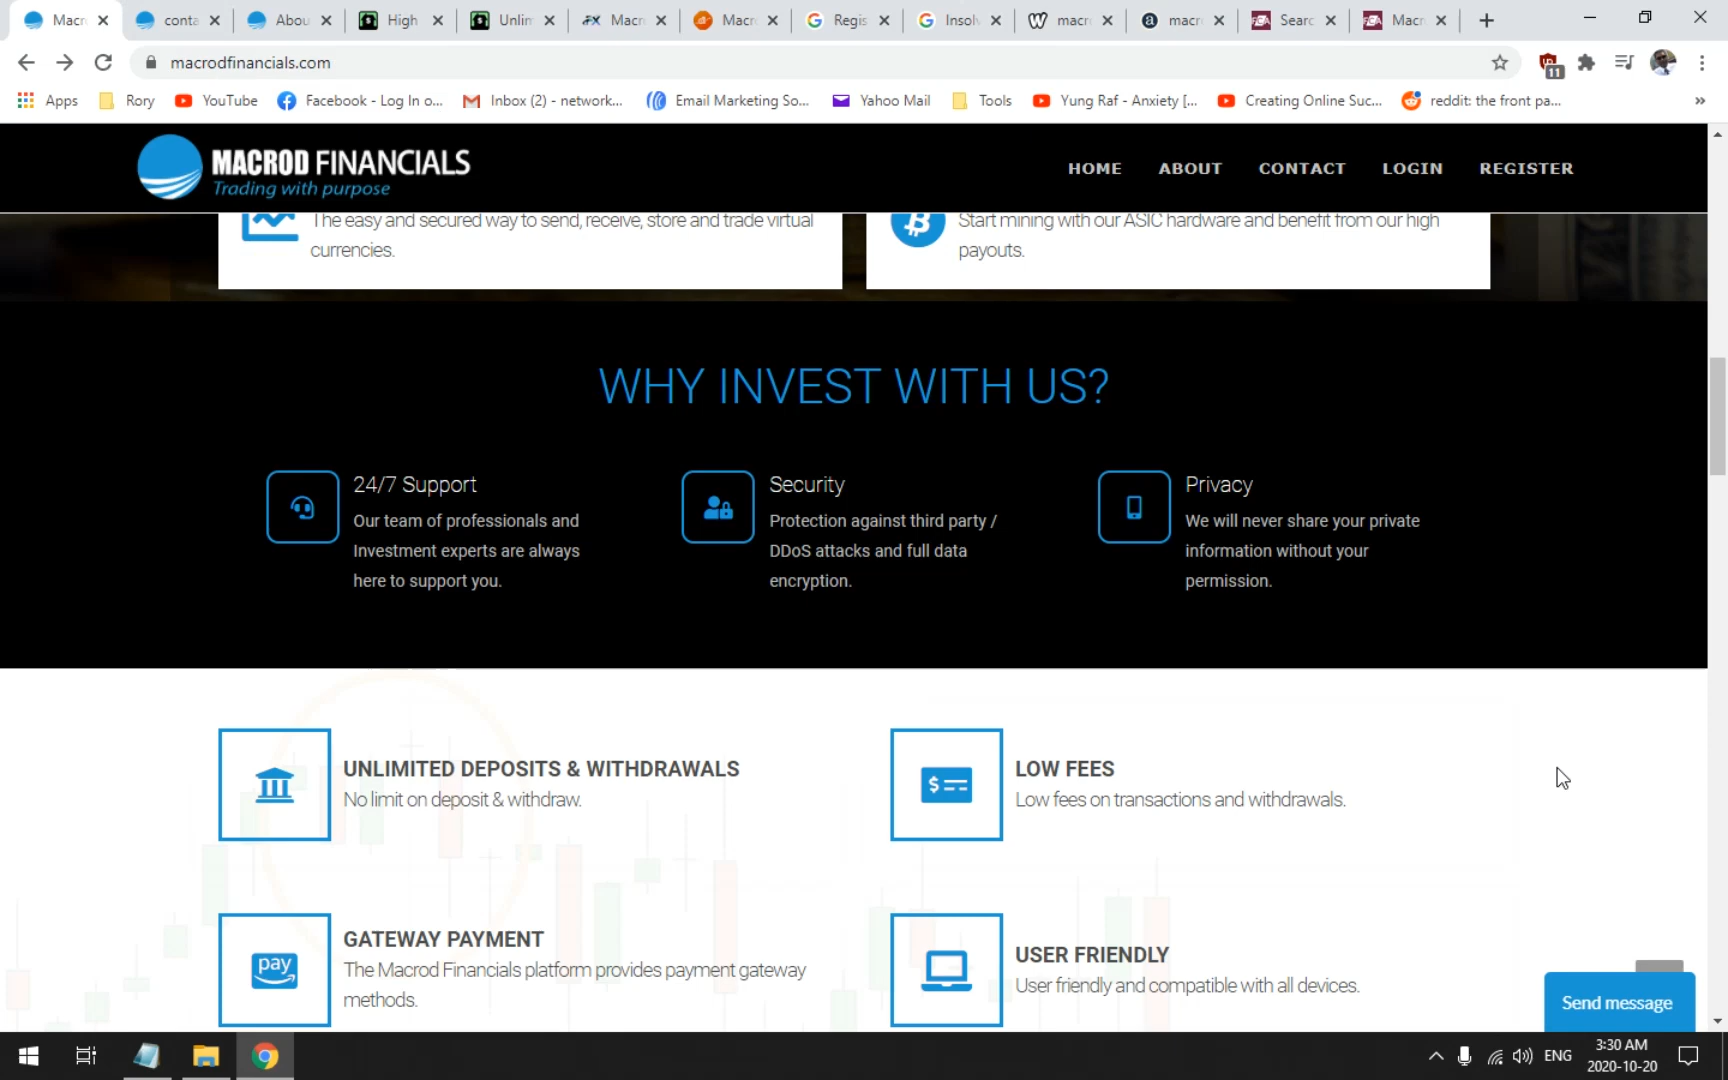 Macr
conta
Abou
High
Unlim
Macr
Macr
Regis
Insolv
macr
macr
Searc
Macr
macrodfinancials.com
11
Apps
Rory
YouTube
Facebook - Log In o...
Inbox (2) - network...
Email Marketing So...
Yahoo Mail
Tools
Yung Raf - Anxiety [...
Creating Online Suc...
reddit: the front pa...
MACROD FINANCIALS
Trading with purpose
HOME
ABOUT
CONTACT
LOGIN
REGISTER
The easy and secured way to send, receive, store and trade virtual
currencies.
Start mining with our ASIC hardware and benefit from our high
payouts.
WHY INVEST WITH US?
24/7 Support
Our team of professionals and
Investment experts are always
here to support you.
Security
Protection against third party /
DDoS attacks and full data
encryption.
Privacy
We will never share your private
information without your
permission.
UNLIMITED DEPOSITS & WITHDRAWALS
No limit on deposit & withdraw.
LOW FEES
Low fees on transactions and withdrawals.
pay
GATEWAY PAYMENT
The Macrod Financials platform provides payment gateway
methods.
USER FRIENDLY
User friendly and compatible with all devices.
Send message
ENG
3:30 AM
2020-10-20